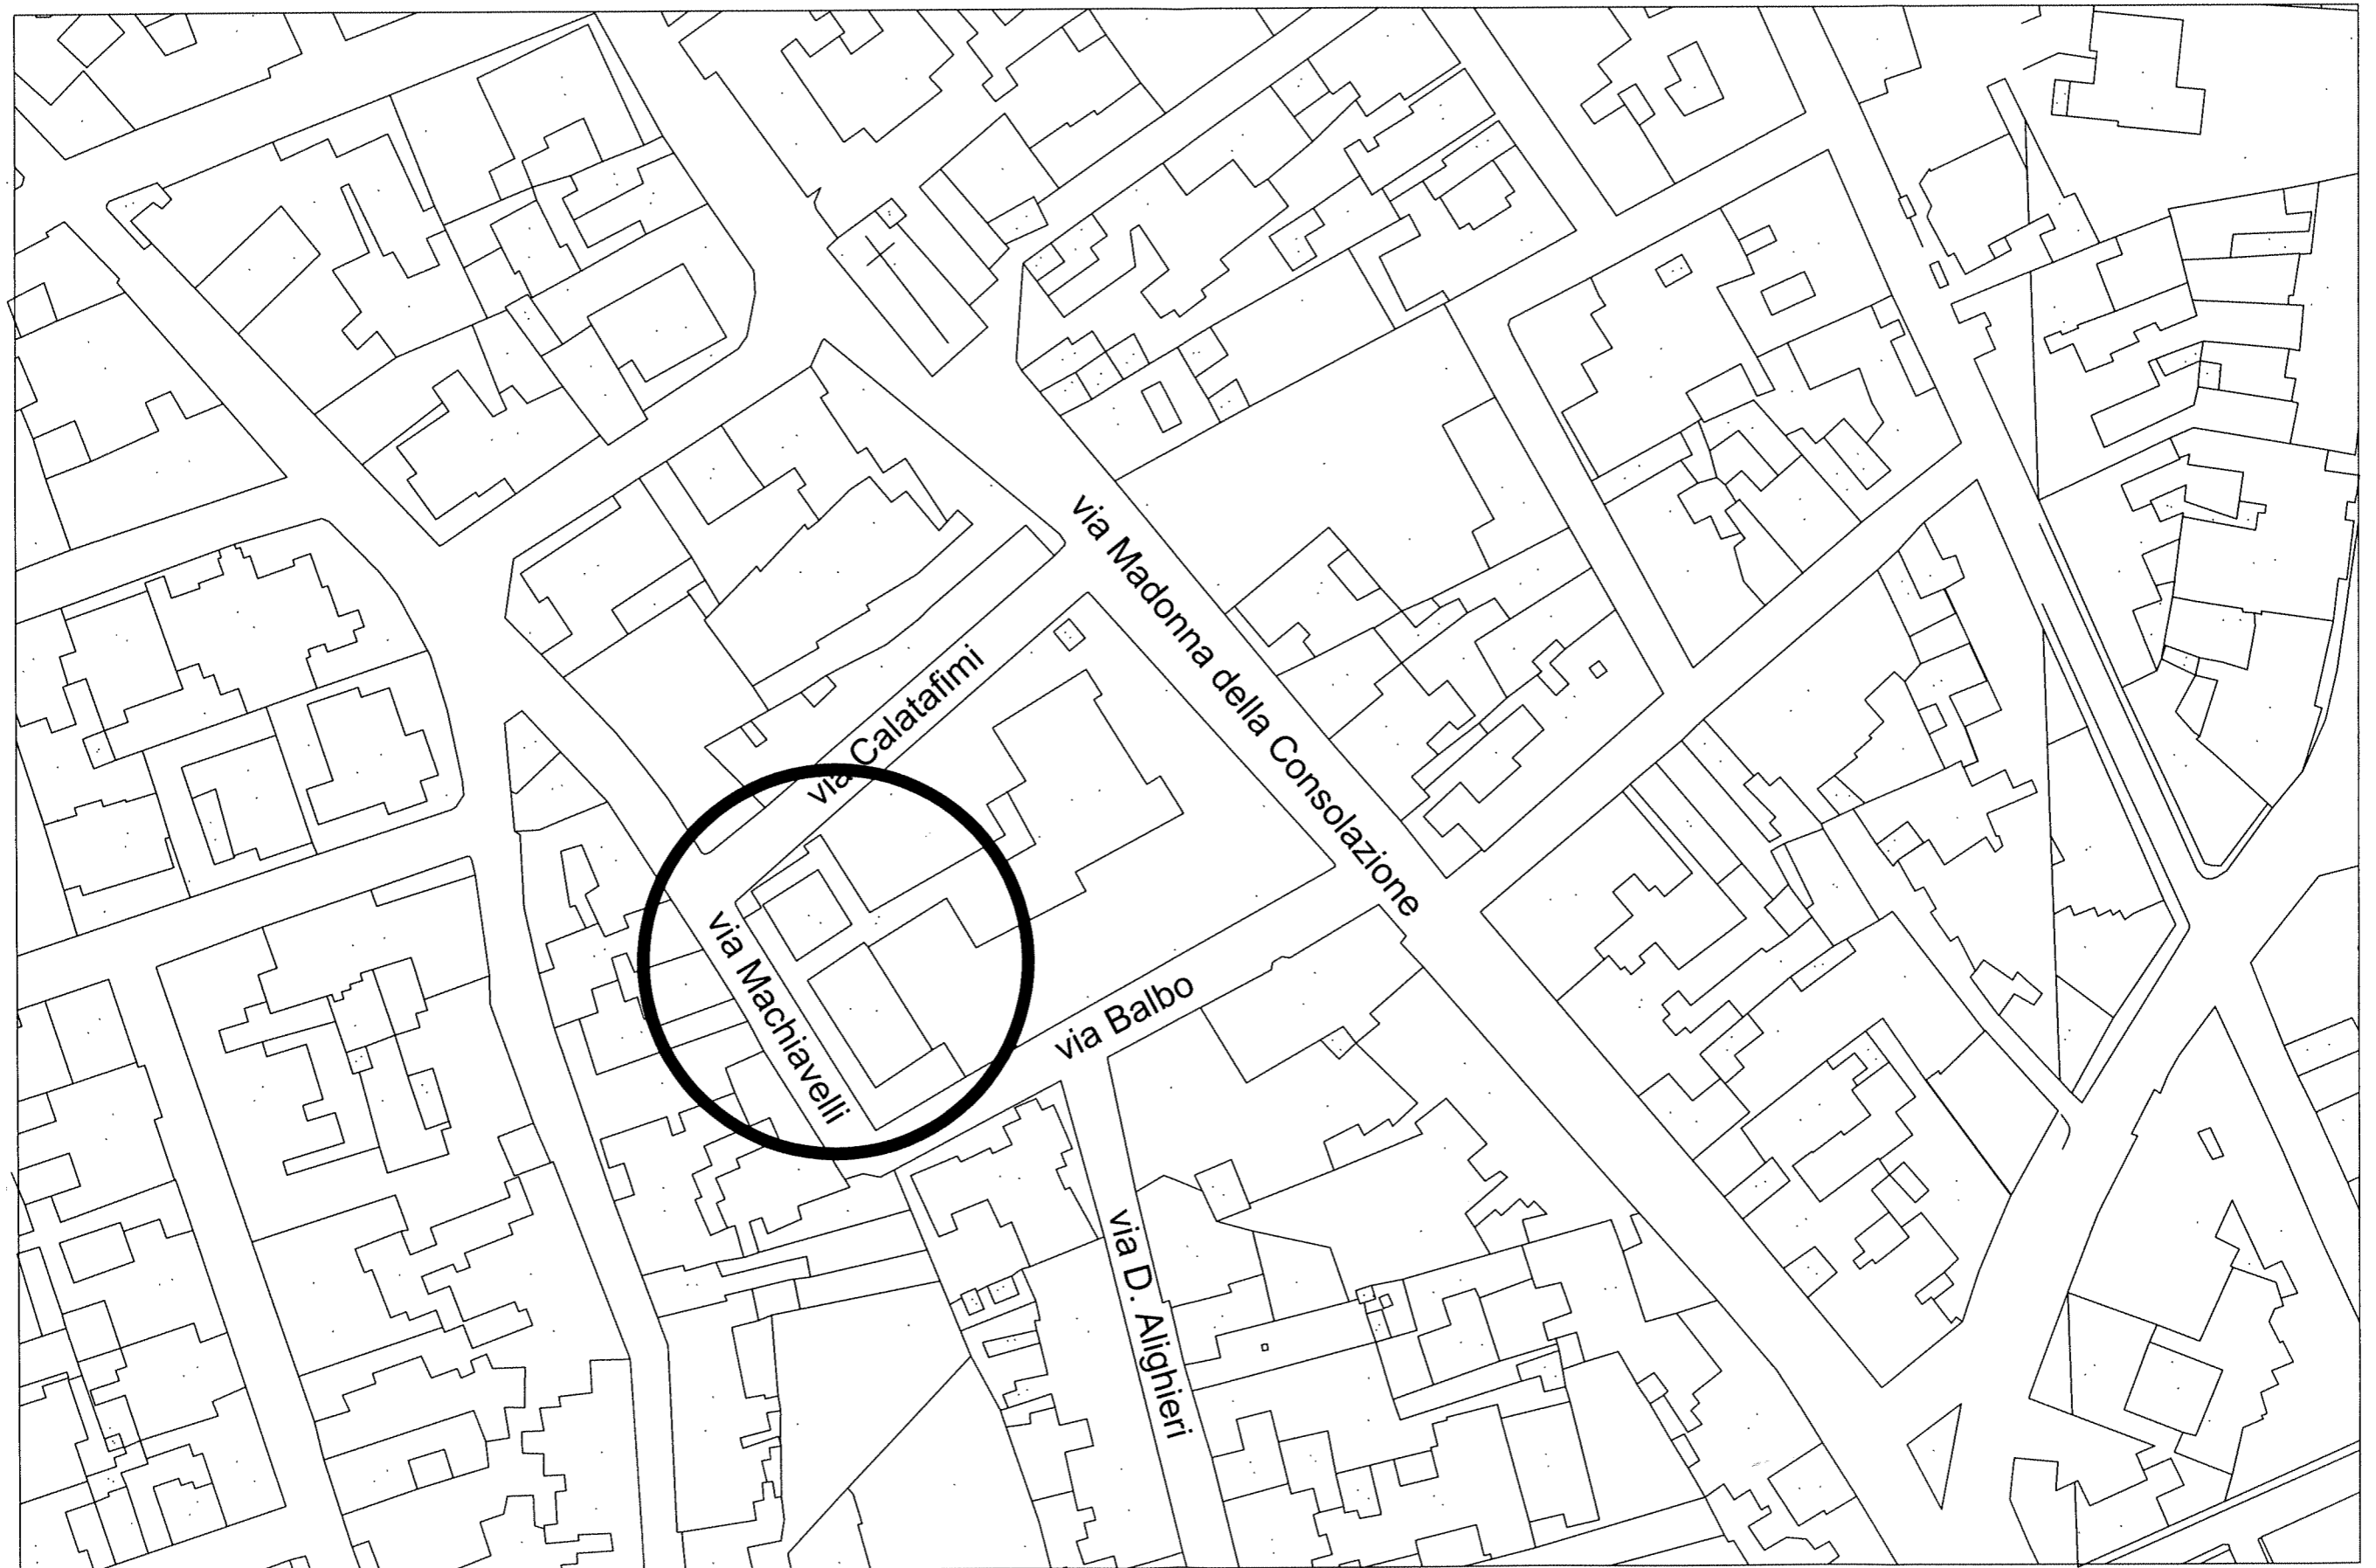 via Madonna della Consolazione
via Calatafimi
via Machiavelli
via Balbo
via D. Alighieri